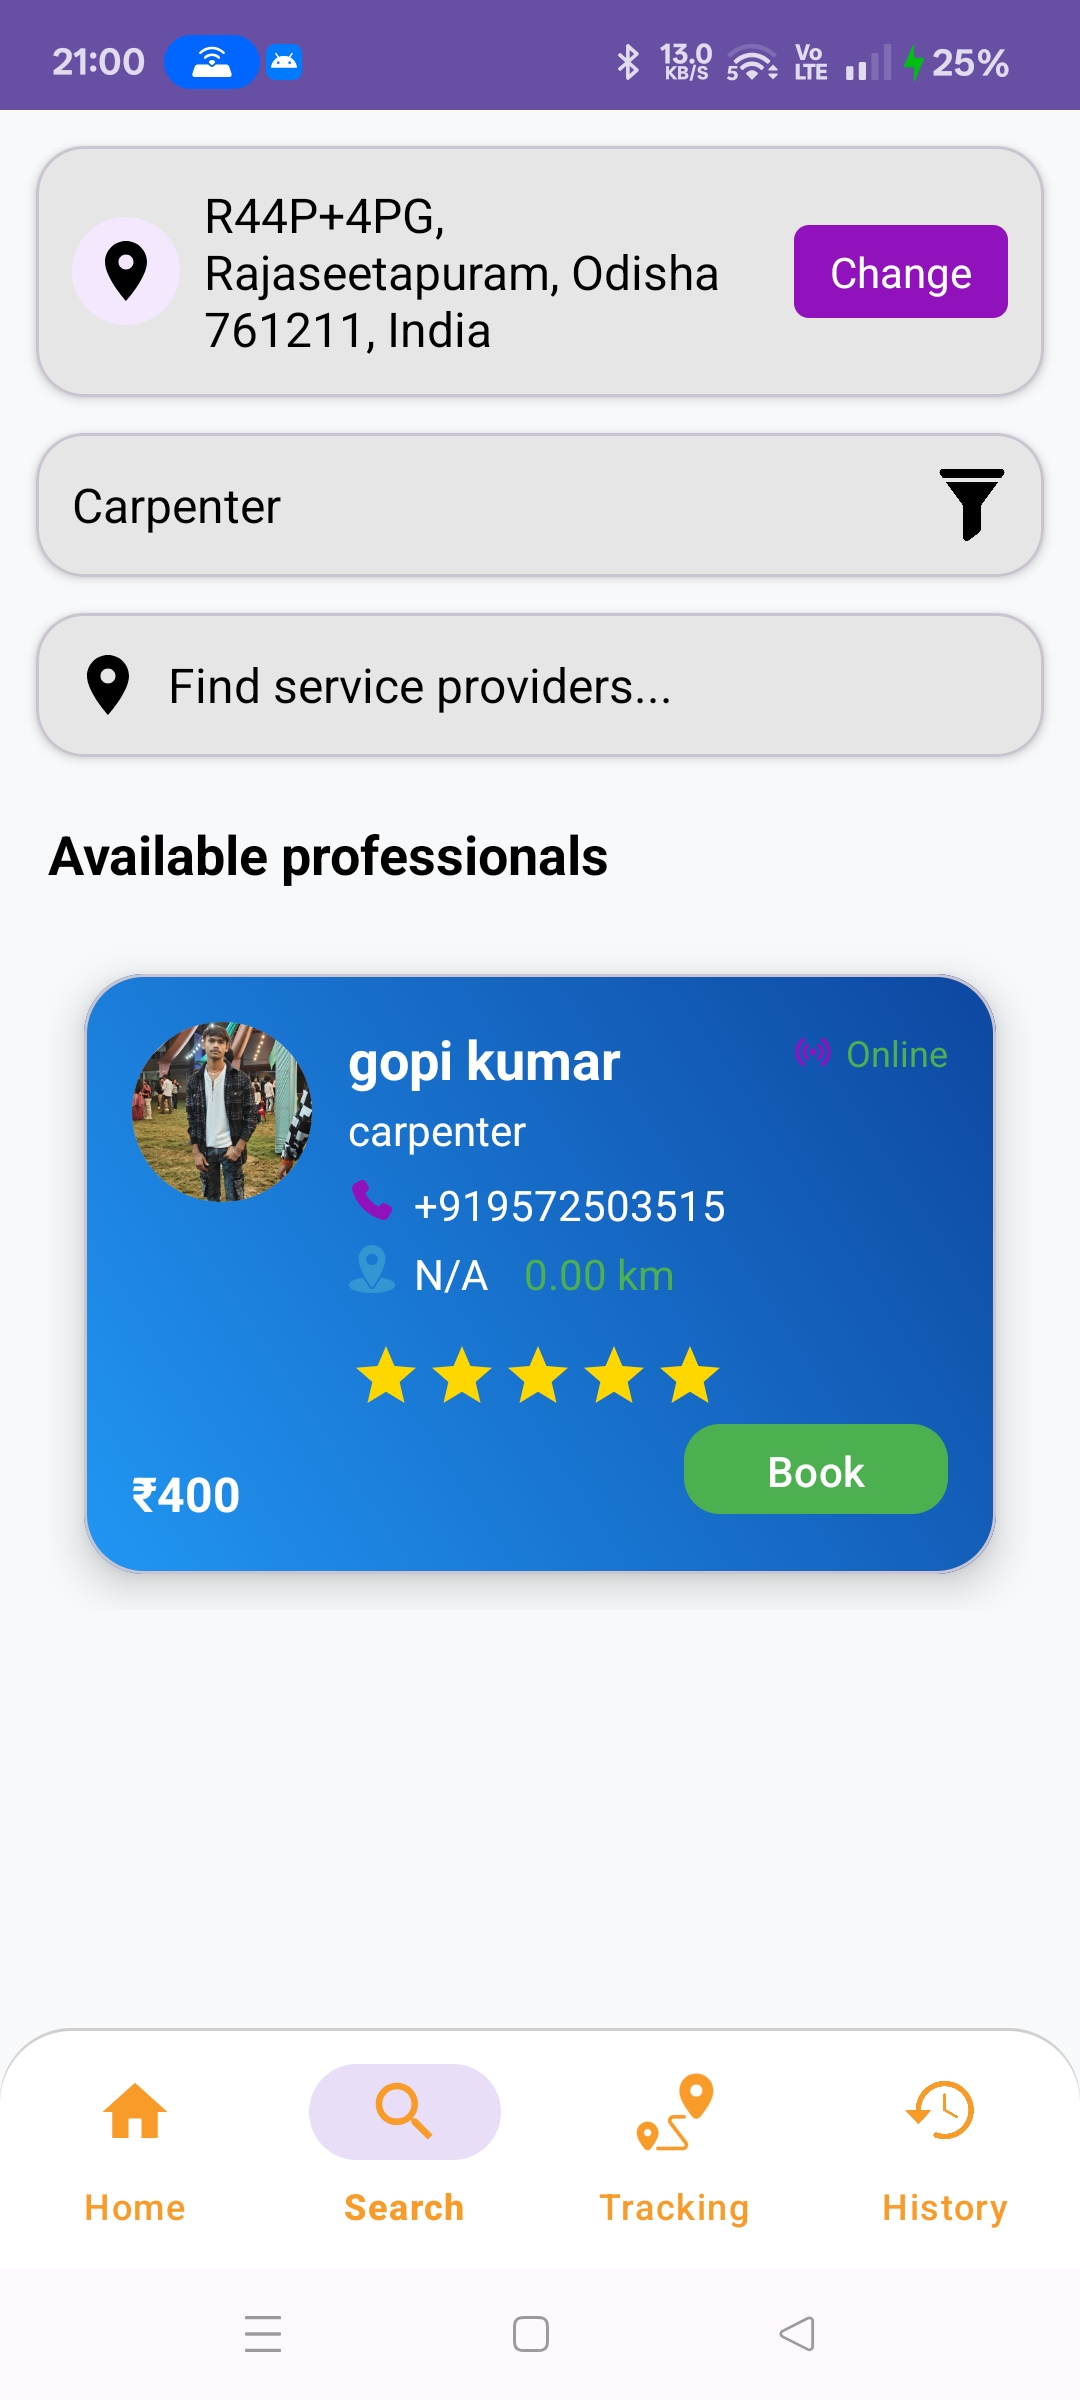 21:00
13.0
KB/S
5
Vo
LTE
25%
R44P+4PG,
Rajaseetapuram, Odisha
761211, India
Change
Carpenter
Find service providers...
Available professionals
gopi kumar
Online
carpenter
+919572503515
N/A 0.00 km
₹400
Book
Home
Search
Tracking
History